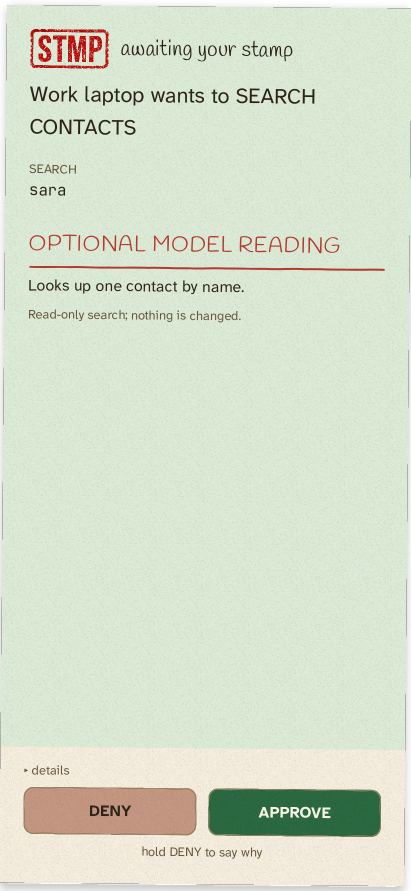 STMP awaiting your stamp
Work laptop wants to SEARCH
CONTACTS
SEARCH
sara
OPTIONAL MODEL READING
Looks up one contact by name.
Read-only search; nothing is changed.
▸ details
DENY APPROVE
hold DENY to say why